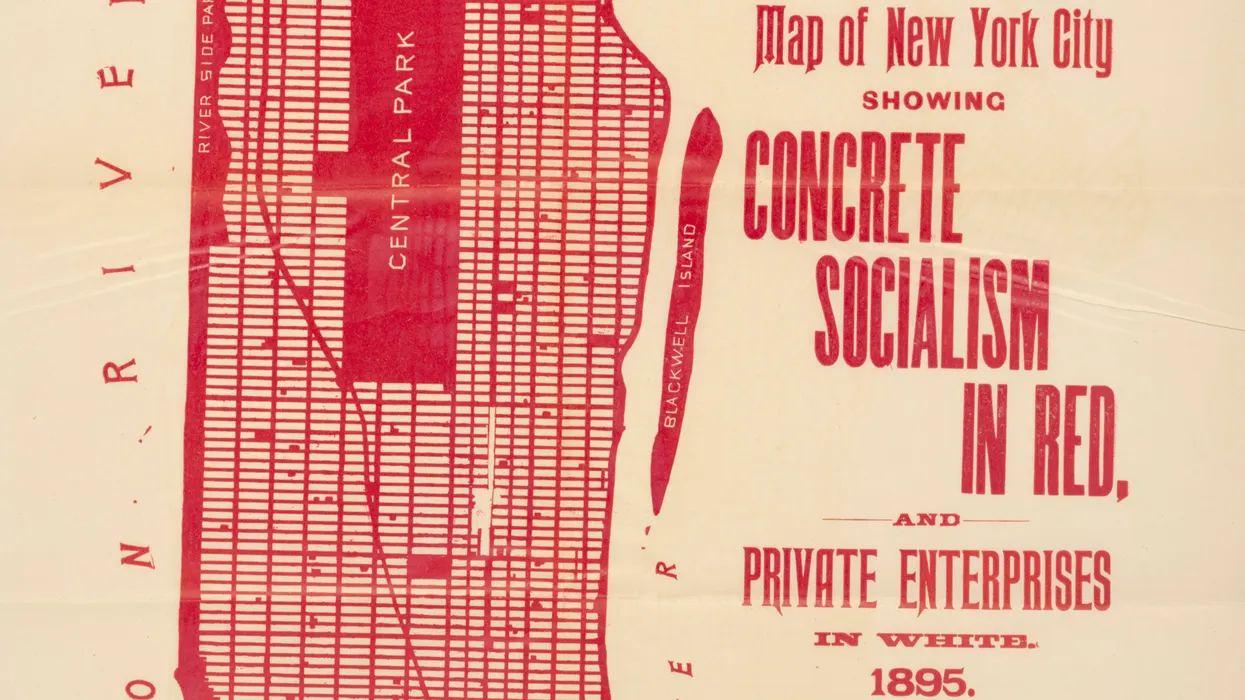 Map of New York City
SHOWING
CONCRETE
SOCIALISM
IN RED,
AND
PRIVATE ENTERPRISES
IN WHITE.
1895.
RIVER SIDE PA
CENTRAL PARK
BLACKWELL ISLAND
O N . R I V E
E R